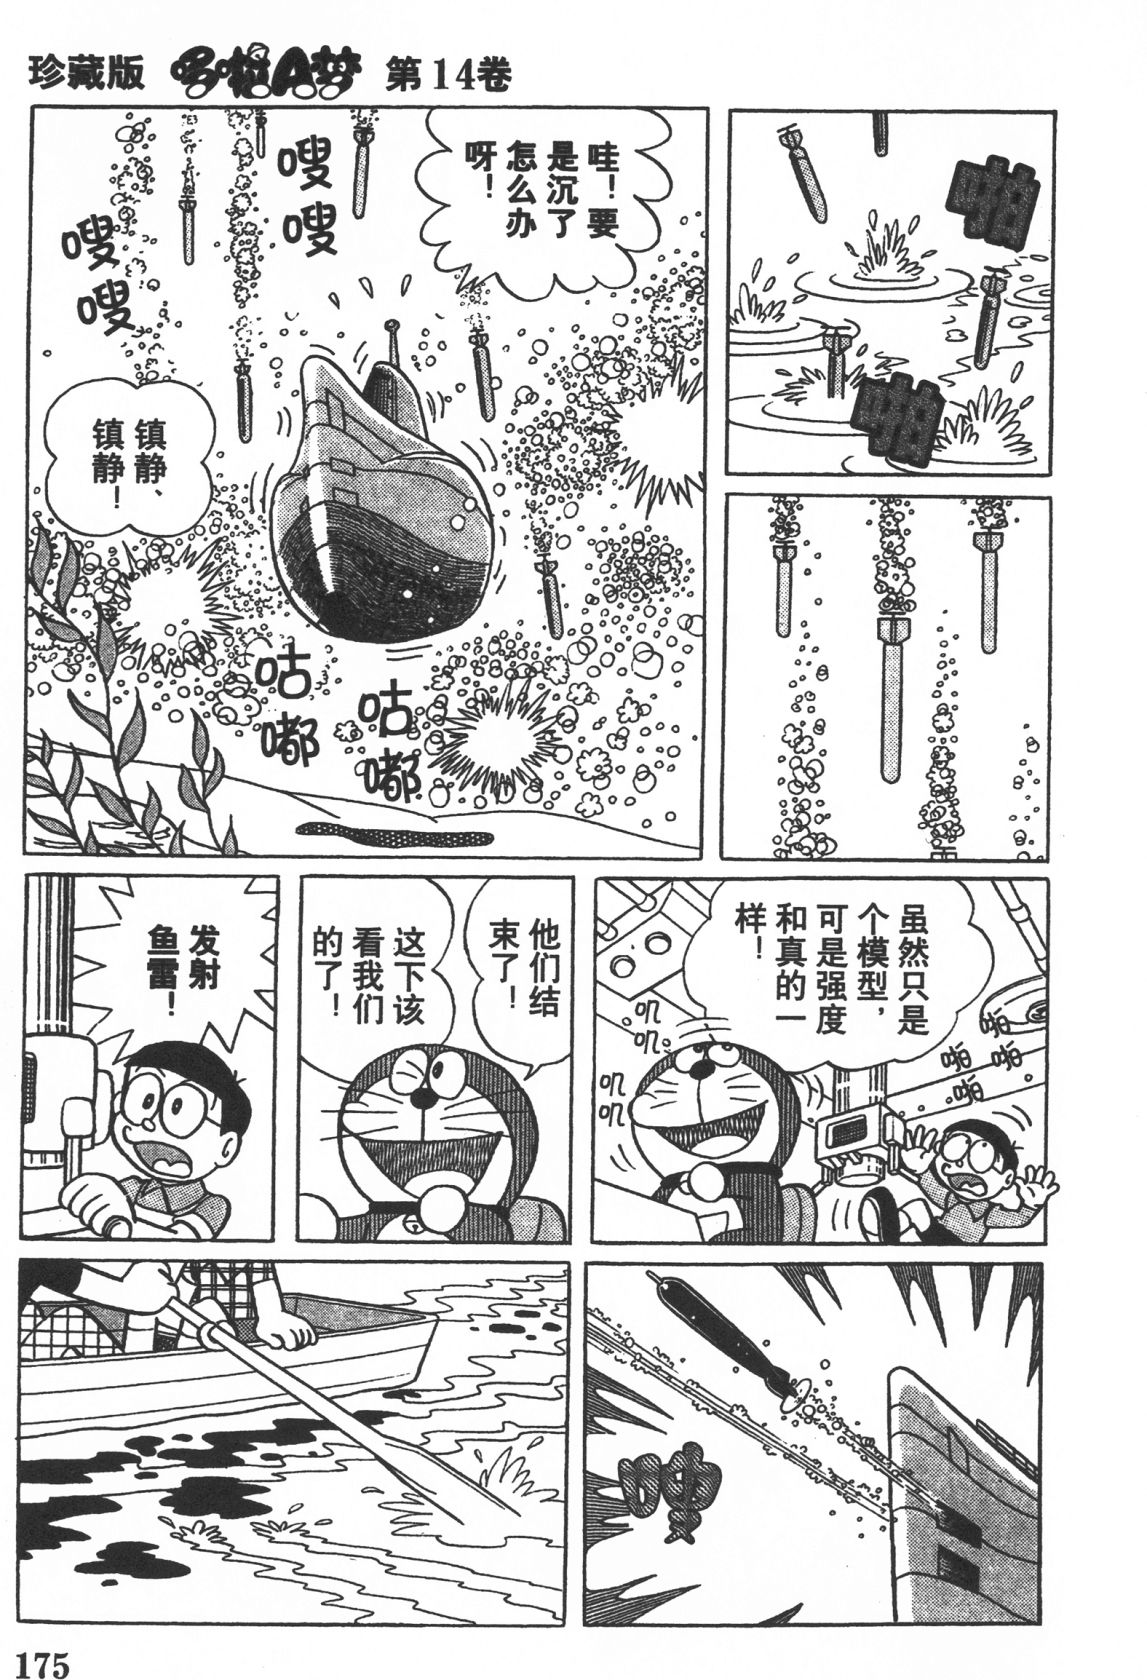 珍藏版 哆啦A梦 第14卷
啪
啪
哇！要
是沉了
怎么办
呀！
嗖
嗖
嗖
嗖
镇静、
镇静！
咕
嘟
咕
嘟
虽然只是
个模型，
可是强度
和真的一
样！
叽
叽
叽
叽
啪
啪
啪
啪
他们结
束了！
这下该
看我们
的了！
发射
鱼雷！
咻
175